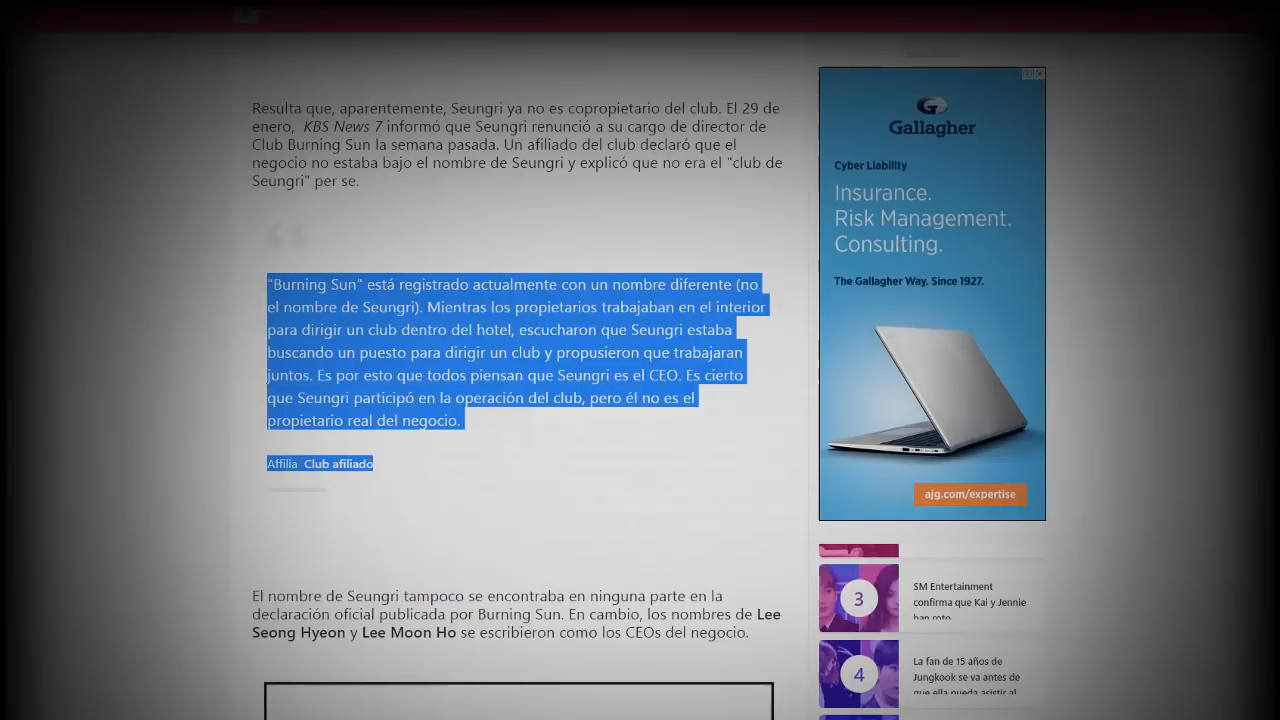 Resulta que, aparentemente, Seungri ya no es copropietario del club. El 29 de
enero, KBS News 7 informó que Seungri renunció a su cargo de director de
Club Burning Sun la semana pasada. Un afiliado del club declaró que el
negocio no estaba bajo el nombre de Seungri y explicó que no era el "club de
Seungri" per se.
"Burning Sun" está registrado actualmente con un nombre diferente (no
el nombre de Seungri). Mientras los propietarios trabajaban en el interior
para dirigir un club dentro del hotel, escucharon que Seungri estaba
buscando un puesto para dirigir un club y propusieron que trabajaran
juntos. Es por esto que todos piensan que Seungri es el CEO. Es cierto
que Seungri participó en la operación del club, pero él no es el
propietario real del negocio.
Affilia Club afiliado
El nombre de Seungri tampoco se encontraba en ninguna parte en la
declaración oficial publicada por Burning Sun. En cambio, los nombres de Lee
Seong Hyeon y Lee Moon Ho se escribieron como los CEOs del negocio.
Gallagher
Cyber Liability
Insurance.
Risk Management.
Consulting.
The Gallagher Way. Since 1927.
ajg.com/expertise
3
SM Entertainment
confirma que Kai y Jennie
han roto
4
La fan de 15 años de
Jungkook se va antes de
que ella pueda asistir al